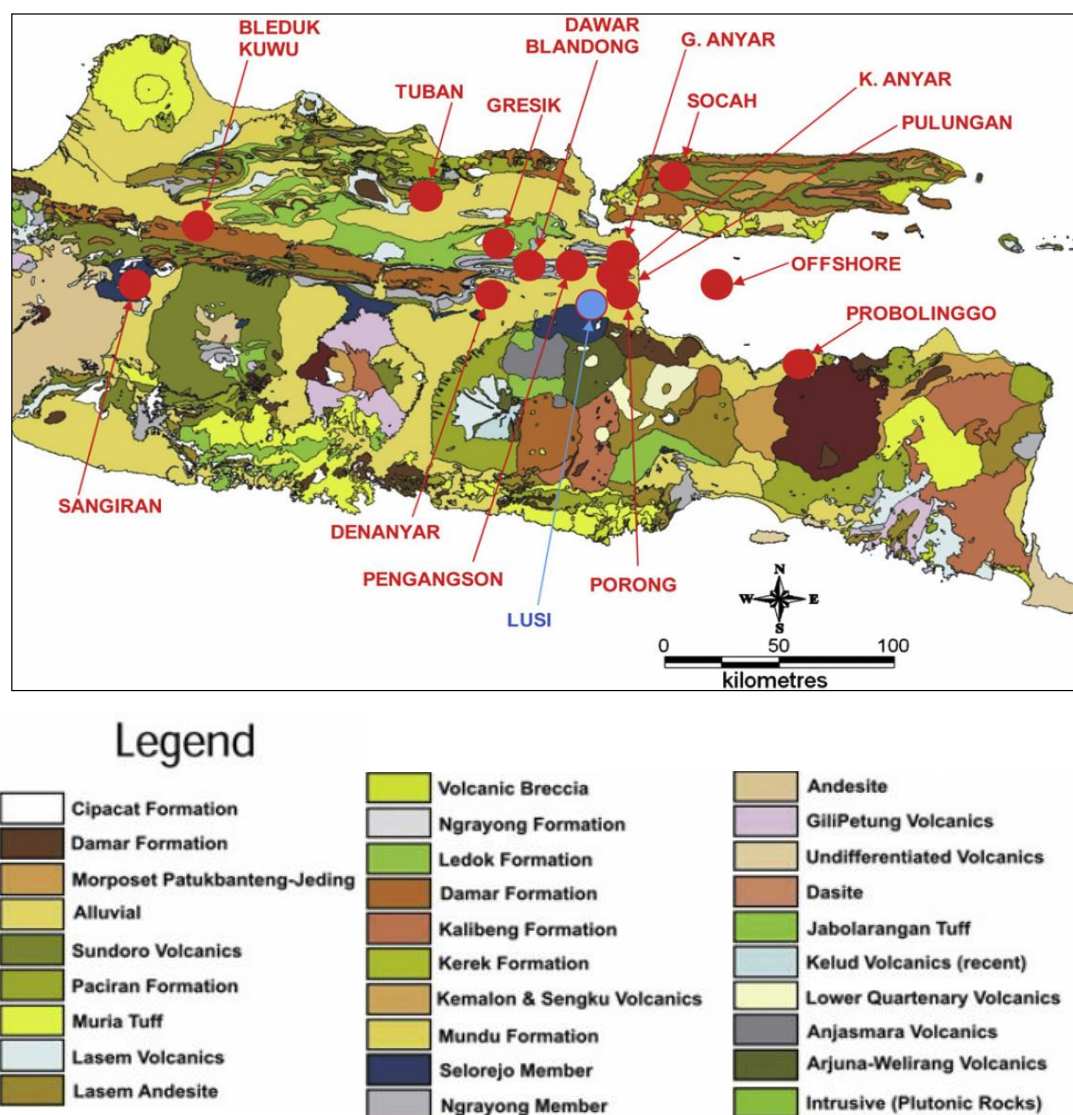 BLEDUK
KUWU
TUBAN
GRESIK
DAWAR
BLANDONG
G. ANYAR
SOCAH
K. ANYAR
PULUNGAN
OFFSHORE
PROBOLINGGO
SANGIRAN
DENANYAR
PENGANGSON
LUSI
PORONG
N
W
E
S
0
50
100
kilometres
Legend
Cipacat Formation
Damar Formation
Morposet Patukbanteng-Jeding
Alluvial
Sundoro Volcanics
Paciran Formation
Muria Tuff
Lasem Volcanics
Lasem Andesite
Volcanic Breccia
Ngrayong Formation
Ledok Formation
Damar Formation
Kalibeng Formation
Kerek Formation
Kemalon & Sengku Volcanics
Mundu Formation
Selorejo Member
Ngrayong Member
Andesite
GiliPetung Volcanics
Undifferentiated Volcanics
Dasite
Jabolarangan Tuff
Kelud Volcanics (recent)
Lower Quartenary Volcanics
Anjasmara Volcanics
Arjuna-Welirang Volcanics
Intrusive (Plutonic Rocks)